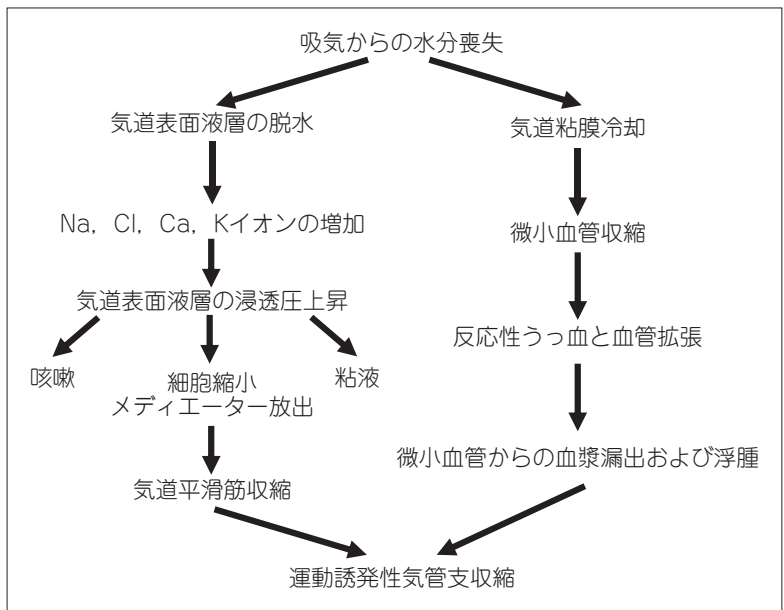 吸気からの水分喪失
気道表面液層の脱水
気道粘膜冷却
Na, Cl, Ca, Kイオンの増加
微小血管収縮
気道表面液層の浸透圧上昇
反応性うっ血と血管拡張
咳嗽
細胞縮小
メディエーター放出
粘液
微小血管からの血漿漏出および浮腫
気道平滑筋収縮
運動誘発性気管支収縮